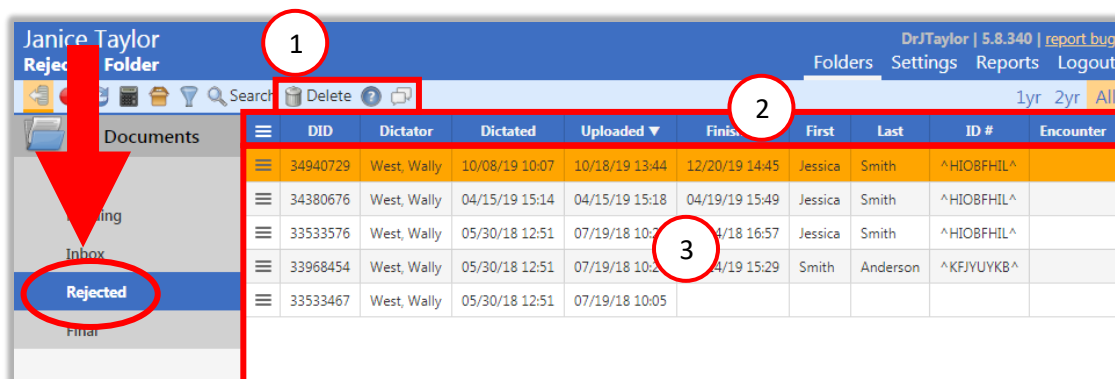 Janice Taylor
DrJTaylor | 5.8.340 | report bug
Folder
Folders Settings Reports Logout
1
Search Delete ?
1yr 2yr All
2
Documents
DID Dictator Dictated Uploaded ▼ First Last ID # Encounter
34940729 West, Wally 10/08/19 10:07 10/18/19 13:44 12/20/19 14:45 Jessica Smith ^HIOBFHIL^
34380676 West, Wally 04/15/19 15:14 04/15/19 15:18 04/19/19 15:49 Jessica Smith ^HIOBFHIL^
33533576 West, Wally 05/30/18 12:51 07/19/18 16:57 Jessica Smith ^HIOBFHIL^
3
Inbox
33968454 West, Wally 05/30/18 12:51 07/19/18 15:29 Smith Anderson ^KFJYUYKB^
Rejected
33533467 West, Wally 05/30/18 12:51 07/19/18 10:05
Final